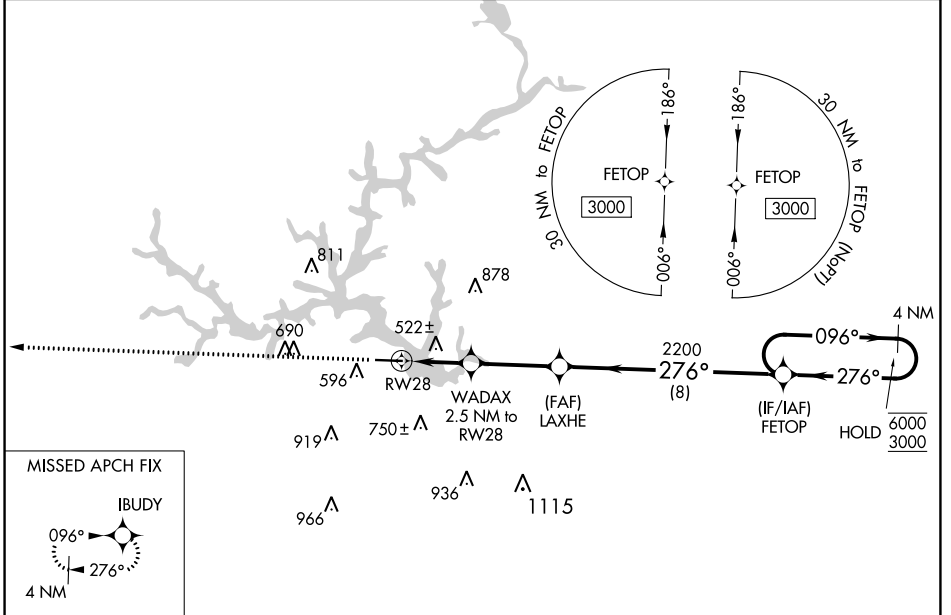 30 NM to FETOP
186°
FETOP
3000
006°
186°
30 NM to FETOP (NoPT)
FETOP
3000
006°
811
878
4 NM
690
522±
096°
2200
276°
(8)
276°
596
RW28
WADAX
2.5 NM to
RW28
(FAF)
LAXHE
(IF/IAF)
FETOP
HOLD
6000
3000
919
750±
936
1115
966
MISSED APCH FIX
IBUDY
096°
276°
4 NM